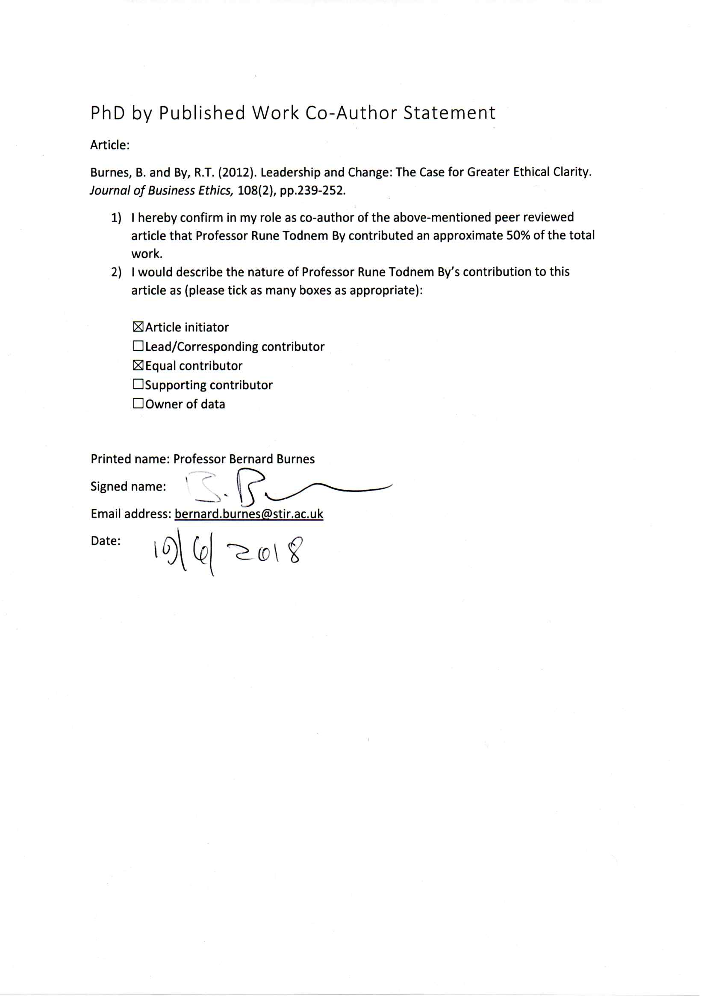 PhD by Published Work Co-Author Statement
Article:
Burnes, B. and By, R.T. (2012). Leadership and Change: The Case for Greater Ethical Clarity.
Journal of Business Ethics, 108(2), pp.239-252.
1) I hereby confirm in my role as co-author of the above-mentioned peer reviewed
article that Professor Rune Todnem By contributed an approximate 50% of the total
work.
2) I would describe the nature of Professor Rune Todnem By's contribution to this
article as (please tick as many boxes as appropriate):
☒Article initiator
☐Lead/Corresponding contributor
☒Equal contributor
☐Supporting contributor
☐Owner of data
Printed name: Professor Bernard Burnes
Signed name: B. B
Email address: bernard.burnes@stir.ac.uk
Date: /6/2018